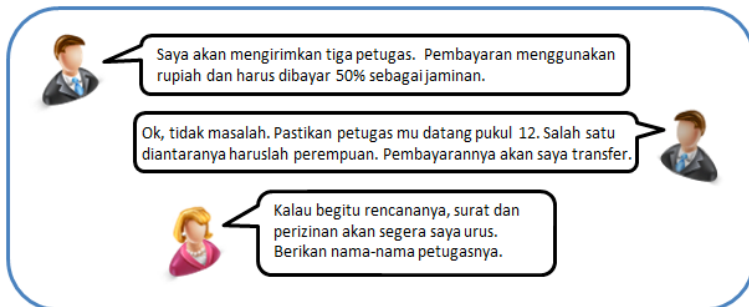 Saya akan mengirimkan tiga petugas. Pembayaran menggunakan
rupiah dan harus dibayar 50% sebagai jaminan.
Ok, tidak masalah. Pastikan petugas mu datang pukul 12. Salah satu
diantaranya haruslah perempuan. Pembayarannya akan saya transfer.
Kalau begitu rencananya, surat dan
perizinan akan segera saya urus.
Berikan nama-nama petugasnya.